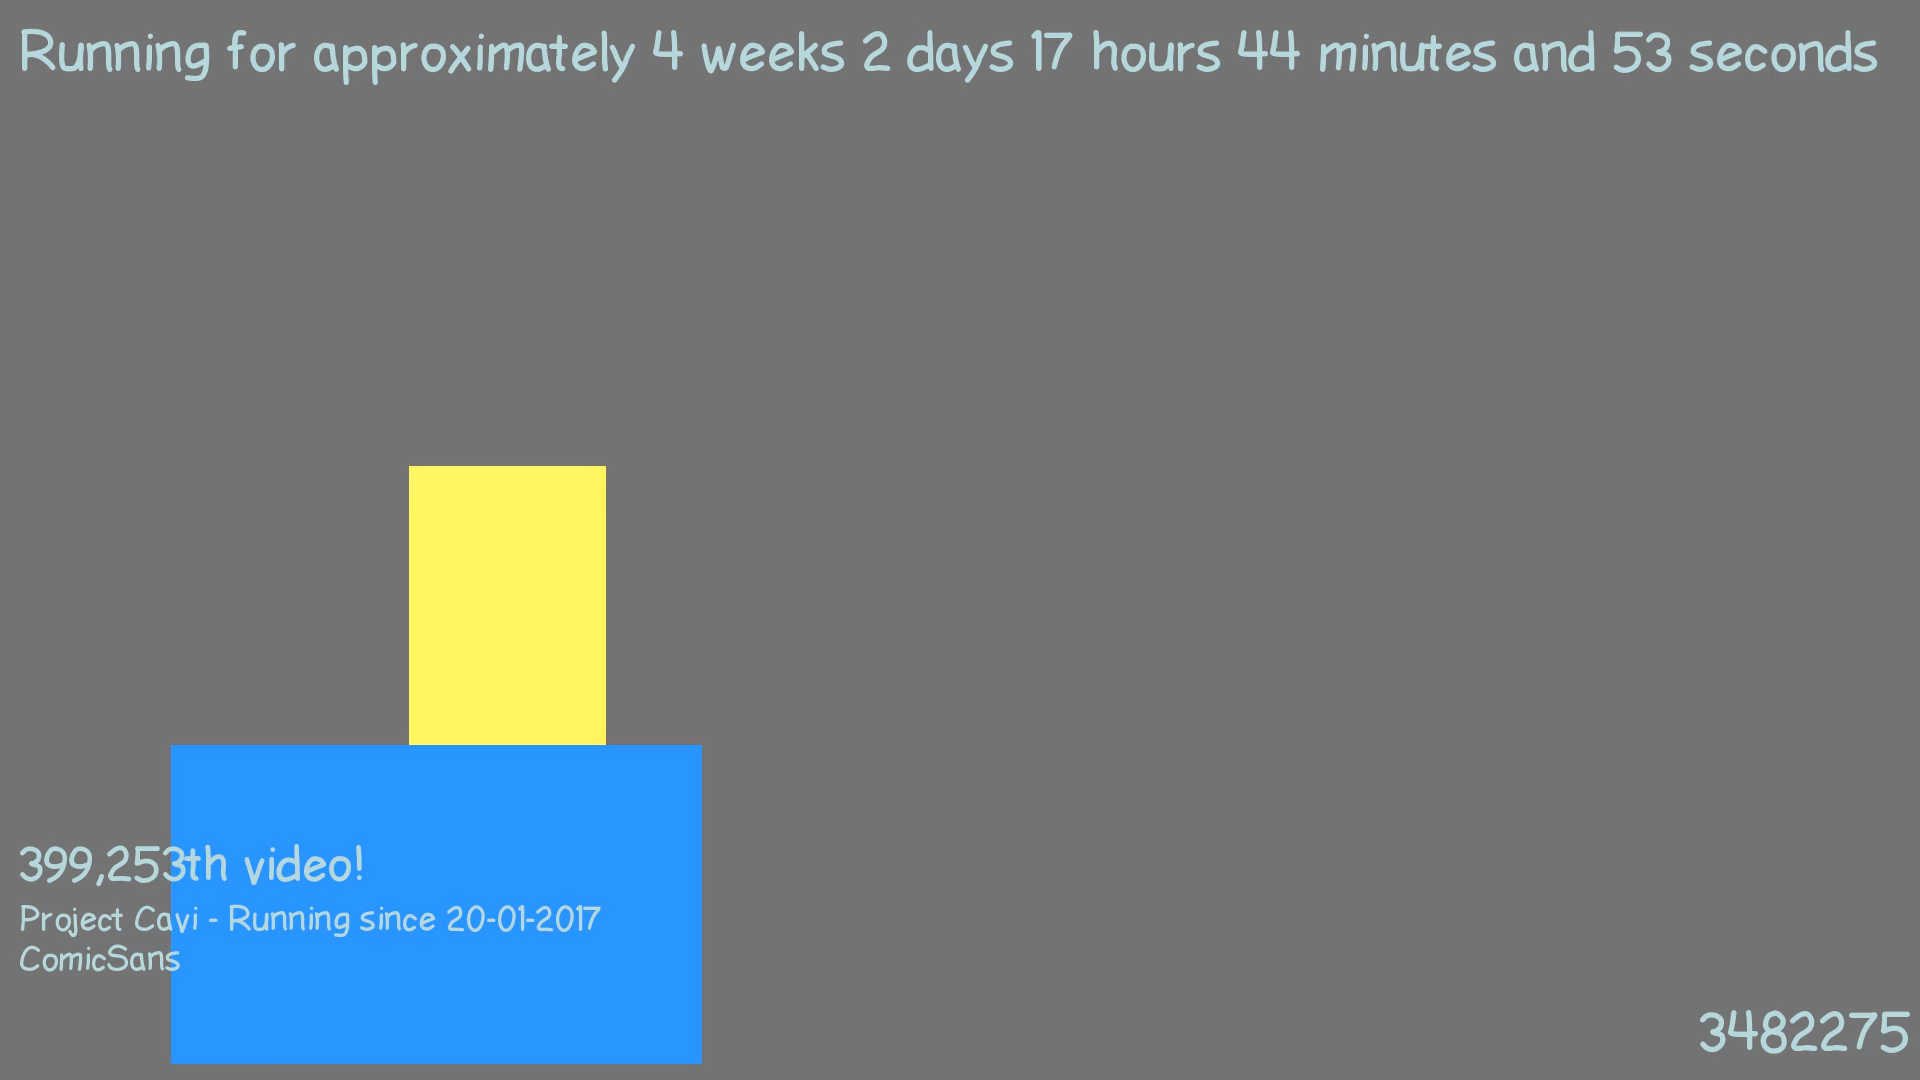 Running for approximately 4 weeks 2 days 17 hours 44 minutes and 53 seconds
399,253th video!
Project Cavi - Running since 20-01-2017
ComicSans
3482275